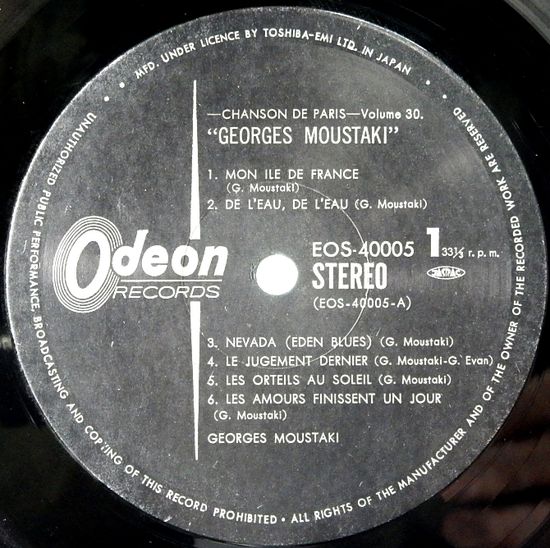 • MFD. UNDER LICENCE BY TOSHIBA-EMI LTD. IN JAPAN •
UNAUTHORIZED PUBLIC PERFORMANCE, BROADCASTING AND COPYING OF THIS RECORD PROHIBITED • ALL RIGHTS OF THE MANUFACTURER AND OF THE OWNER OF THE RECORDED WORK ARE RESERVED
—CHANSON DE PARIS—Volume 30.
“GEORGES MOUSTAKI”
1. MON ILE DE FRANCE
(G. Moustaki)
2. DE L'EAU, DE L'EAU (G. Moustaki)
Odeon
RECORDS
EOS-40005 1 33⅓ r. p. m.
STEREO JASRAC
(EOS-40005-A)
3. NEVADA (EDEN BLUES) (G. Moustaki)
4. LE JUGEMENT DERNIER (G. Moustaki-G. Evan)
5. LES ORTEILS AU SOLEIL (G. Moustaki)
6. LES AMOURS FINISSENT UN JOUR
(G. Moustaki)
GEORGES MOUSTAKI